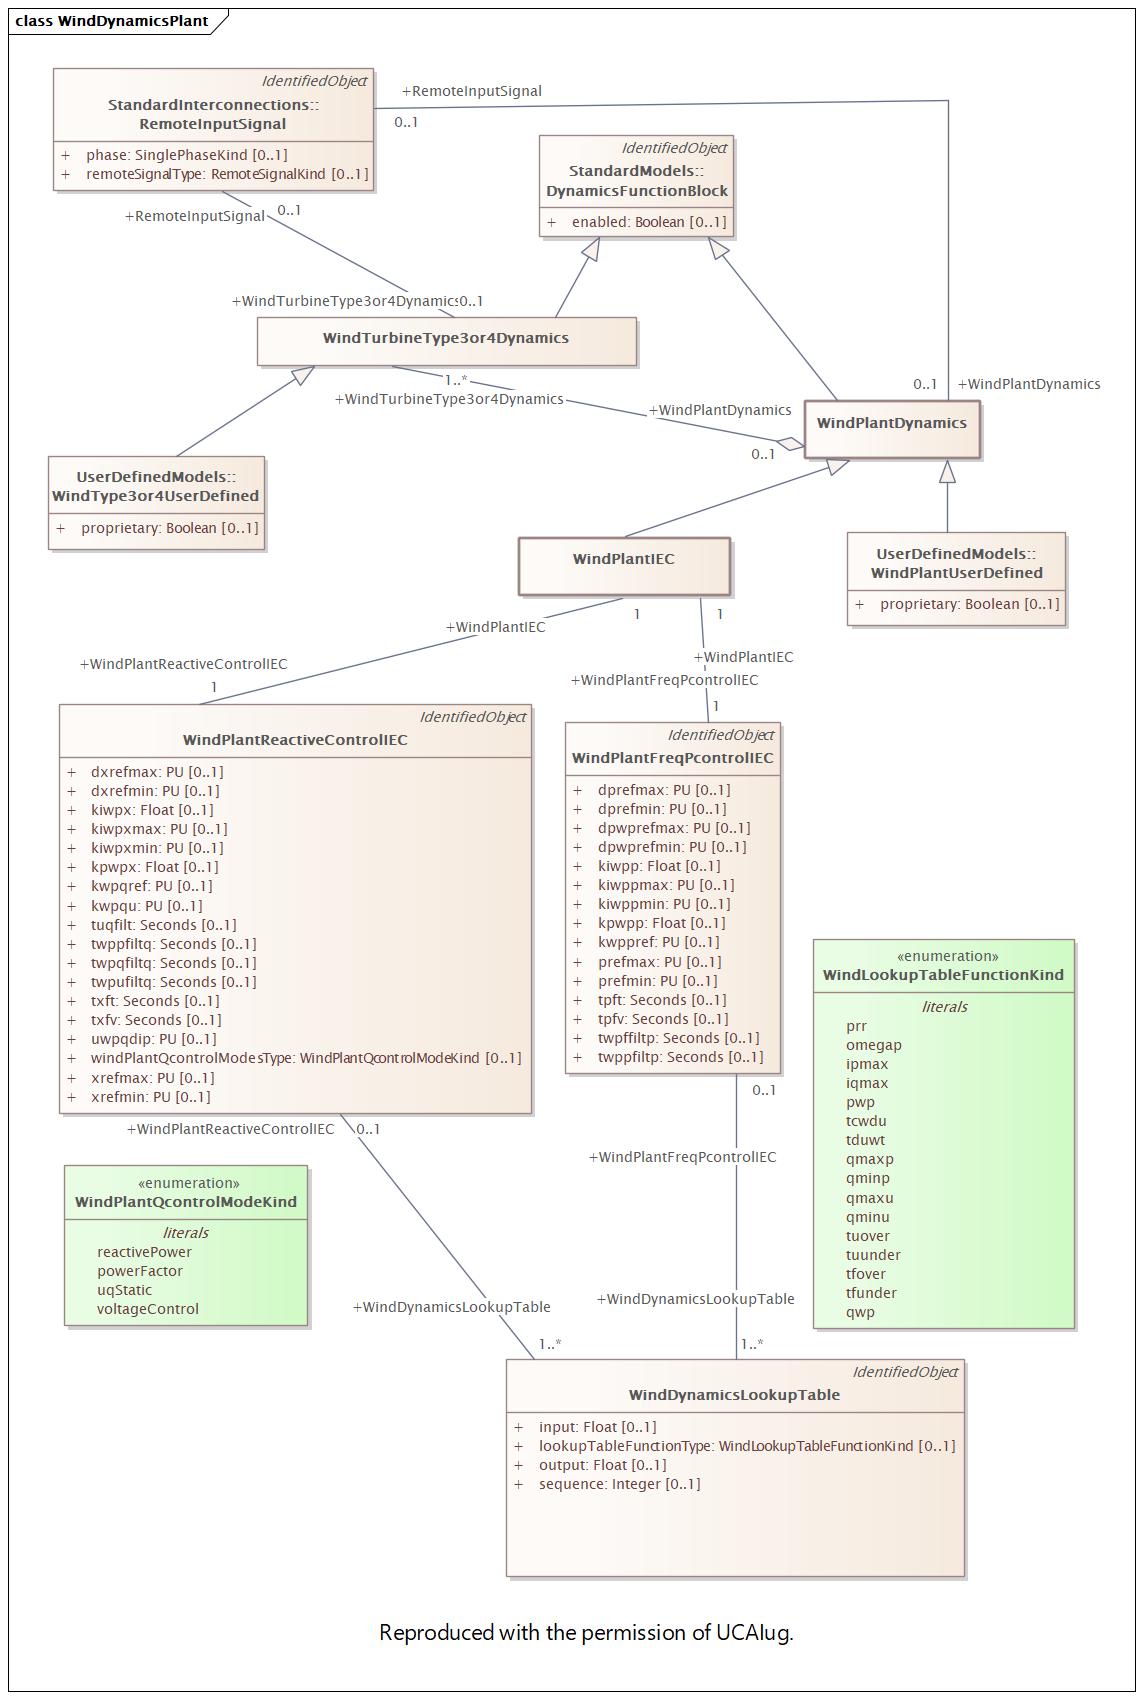 class WindDynamicsPlant
IdentifiedObject
StandardInterconnections::
RemoteInputSignal
+ phase: SinglePhaseKind [0..1]
+ remoteSignalType: RemoteSignalKind [0..1]
+RemoteInputSignal
0..1
IdentifiedObject
StandardModels::
DynamicsFunctionBlock
+ enabled: Boolean [0..1]
+RemoteInputSignal
0..1
+WindTurbineType3or4Dynamics
0..1
WindTurbineType3or4Dynamics
1..*
+WindTurbineType3or4Dynamics
+WindPlantDynamics
0..1
0..1
+WindPlantDynamics
WindPlantDynamics
UserDefinedModels::
WindType3or4UserDefined
+ proprietary: Boolean [0..1]
WindPlantIEC
UserDefinedModels::
WindPlantUserDefined
+ proprietary: Boolean [0..1]
1
+WindPlantIEC
+WindPlantReactiveControlIEC
1
1
+WindPlantIEC
+WindPlantFreqPcontrolIEC
1
IdentifiedObject
WindPlantReactiveControlIEC
+ dxrefmax: PU [0..1]
+ dxrefmin: PU [0..1]
+ kiwpx: Float [0..1]
+ kiwpxmax: PU [0..1]
+ kiwpxmin: PU [0..1]
+ kpwpx: Float [0..1]
+ kwpqref: PU [0..1]
+ kwpqu: PU [0..1]
+ tuqfilt: Seconds [0..1]
+ twppfiltq: Seconds [0..1]
+ twpqfiltq: Seconds [0..1]
+ twpufiltq: Seconds [0..1]
+ txft: Seconds [0..1]
+ txfv: Seconds [0..1]
+ uwpqdip: PU [0..1]
+ windPlantQcontrolModesType: WindPlantQcontrolModeKind [0..1]
+ xrefmax: PU [0..1]
+ xrefmin: PU [0..1]
IdentifiedObject
WindPlantFreqPcontrolIEC
+ dprefmax: PU [0..1]
+ dprefmin: PU [0..1]
+ dpwprefmax: PU [0..1]
+ dpwprefmin: PU [0..1]
+ kiwpp: Float [0..1]
+ kiwppmax: PU [0..1]
+ kiwppmin: PU [0..1]
+ kpwpp: Float [0..1]
+ kwppref: PU [0..1]
+ prefmax: PU [0..1]
+ prefmin: PU [0..1]
+ tpft: Seconds [0..1]
+ tpfv: Seconds [0..1]
+ twpffiltp: Seconds [0..1]
+ twppfiltp: Seconds [0..1]
«enumeration»
WindLookupTableFunctionKind
literals
prr
omegap
ipmax
iqmax
pwp
tcwdu
tduwt
qmaxp
qminp
qmaxu
qminu
tuover
tuunder
tfover
tfunder
qwp
+WindPlantReactiveControlIEC
0..1
0..1
+WindPlantFreqPcontrolIEC
«enumeration»
WindPlantQcontrolModeKind
literals
reactivePower
powerFactor
uqStatic
voltageControl
+WindDynamicsLookupTable
1..*
+WindDynamicsLookupTable
1..*
IdentifiedObject
WindDynamicsLookupTable
+ input: Float [0..1]
+ lookupTableFunctionType: WindLookupTableFunctionKind [0..1]
+ output: Float [0..1]
+ sequence: Integer [0..1]
Reproduced with the permission of UCAIug.